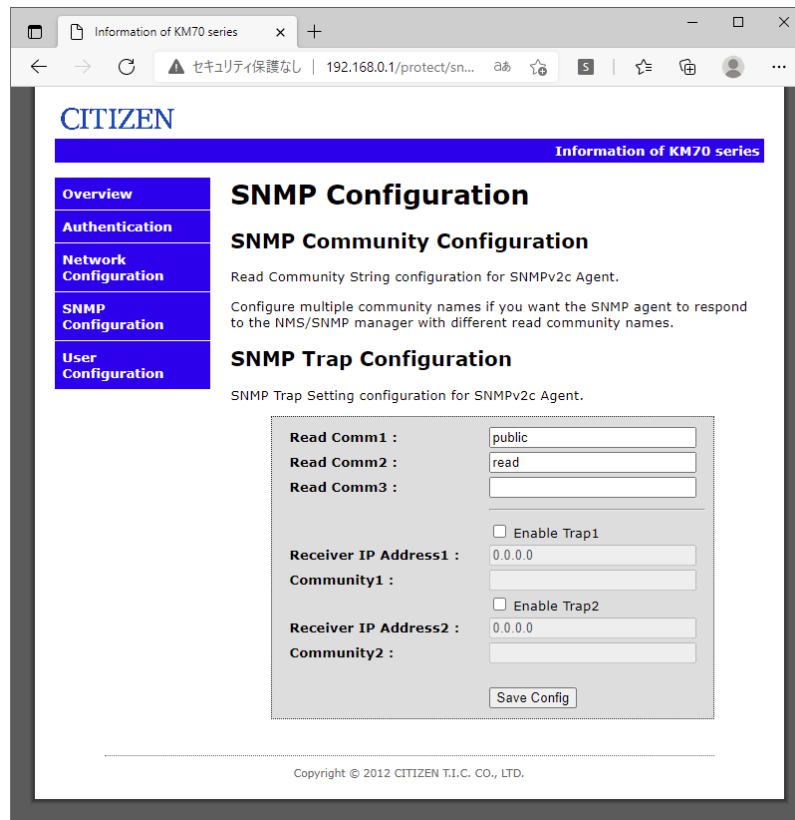 Information of KM70 series
セキュリティ保護なし | 192.168.0.1/protect/sn...
aあ
S
CITIZEN
Information of KM70 series
Overview
Authentication
Network
Configuration
SNMP
Configuration
User
Configuration
SNMP Configuration
SNMP Community Configuration
Read Community String configuration for SNMPv2c Agent.
Configure multiple community names if you want the SNMP agent to respond
to the NMS/SNMP manager with different read community names.
SNMP Trap Configuration
SNMP Trap Setting configuration for SNMPv2c Agent.
Read Comm1 : public
Read Comm2 : read
Read Comm3 :
Enable Trap1
Receiver IP Address1 : 0.0.0.0
Community1 :
Enable Trap2
Receiver IP Address2 : 0.0.0.0
Community2 :
Save Config
Copyright © 2012 CITIZEN T.I.C. CO., LTD.